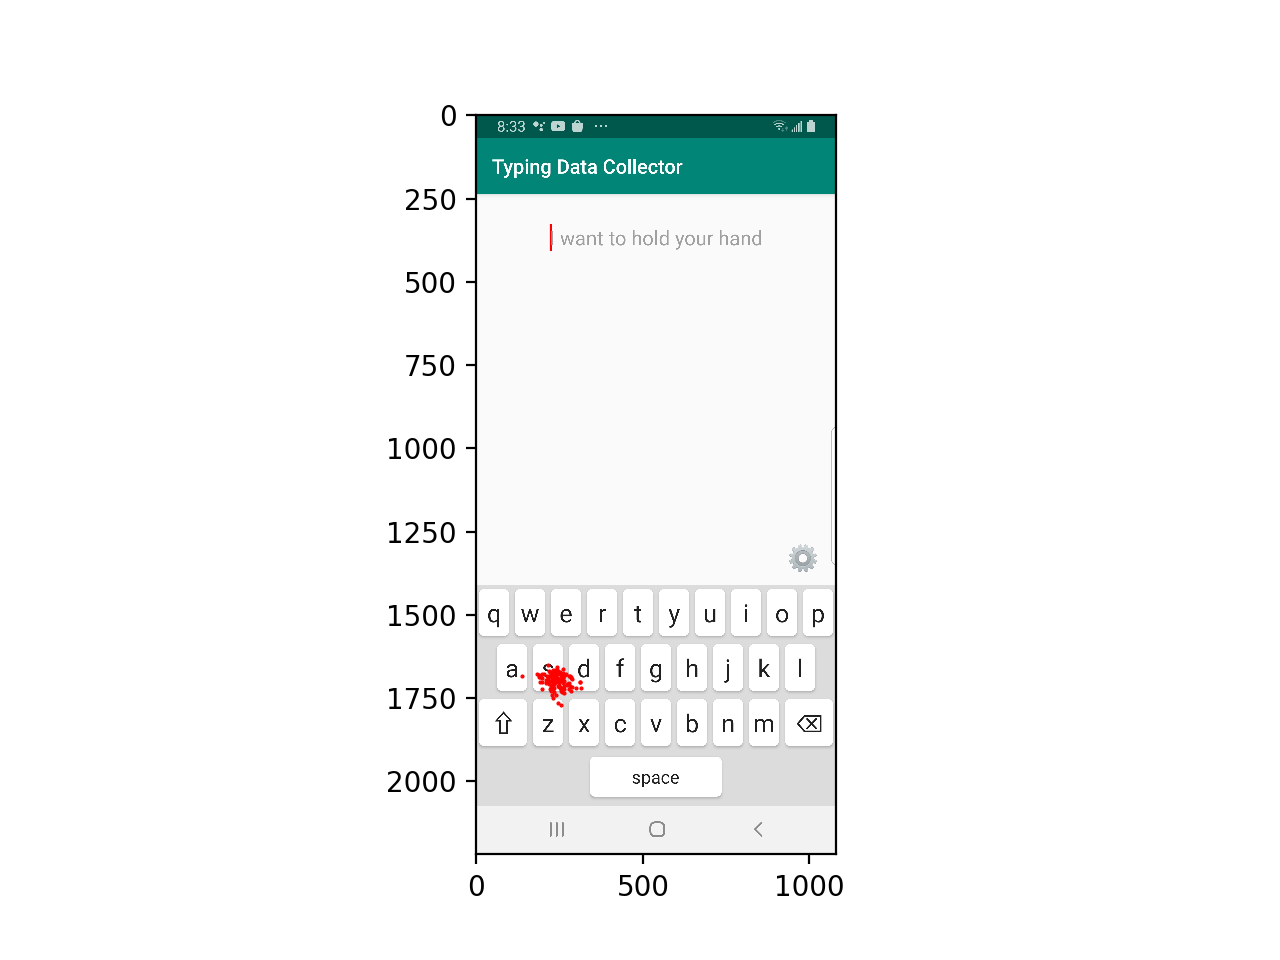 0
8:33
Typing Data Collector
250
want to hold your hand
500
750
1000
1250
1500
q w e r t y u i o p
a s d f g h j k l
1750
z x c v b n m
2000
space
0 500 1000